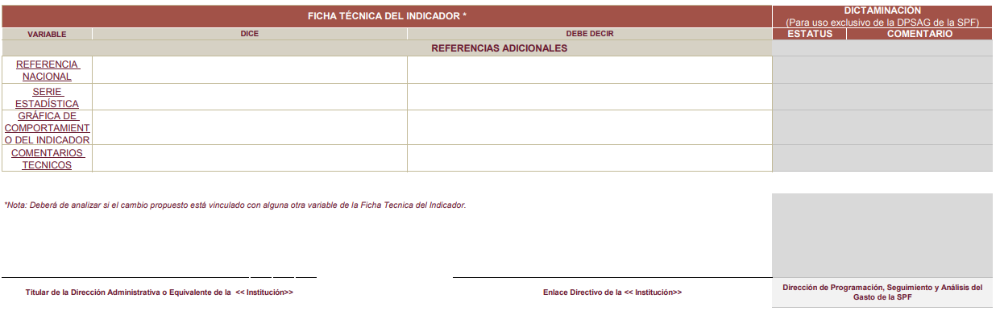 FICHA TÉCNICA DEL INDICADOR *
DICTAMINACIÓN
(Para uso exclusivo de la DPSAG de la SPF)
VARIABLE DICE DEBE DECIR ESTATUS COMENTARIO
REFERENCIAS ADICIONALES
REFERENCIA
NACIONAL
SERIE
ESTADÍSTICA
GRÁFICA DE
COMPORTAMIENT
O DEL INDICADOR
COMENTARIOS
TECNICOS
*Nota: Deberá de analizar si el cambio propuesto está vinculado con alguna otra variable de la Ficha Tecnica del Indicador.
Titular de la Dirección Administrativa o Equivalente de la << Institución>>
Enlace Directivo de la << Institución>>
Dirección de Programación, Seguimiento y Análisis del
Gasto de la SPF